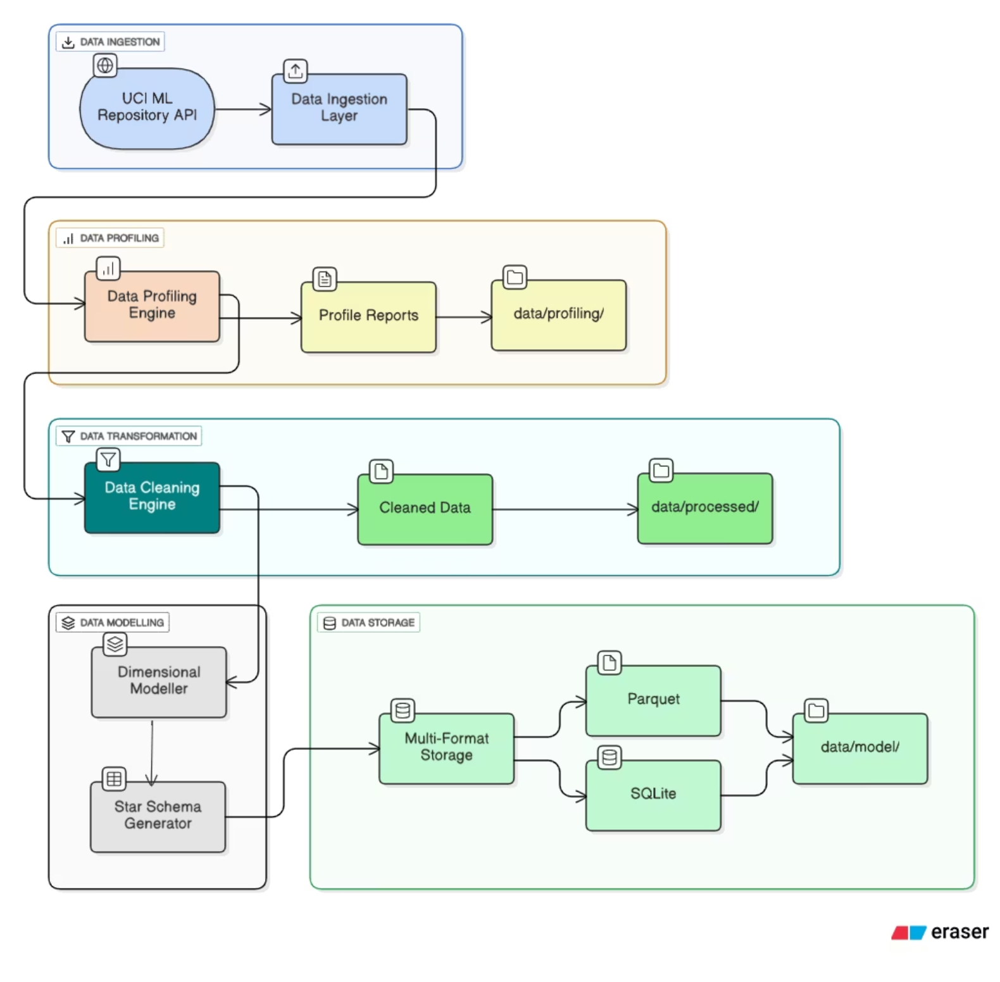 DATA INGESTION
UCI ML
Repository API
Data Ingestion
Layer
DATA PROFILING
Data Profiling
Engine
Profile Reports
data/profiling/
DATA TRANSFORMATION
Data Cleaning
Engine
Cleaned Data
data/processed/
DATA MODELLING
Dimensional
Modeller
Star Schema
Generator
DATA STORAGE
Multi-Format
Storage
Parquet
SQLite
data/model/
eraser